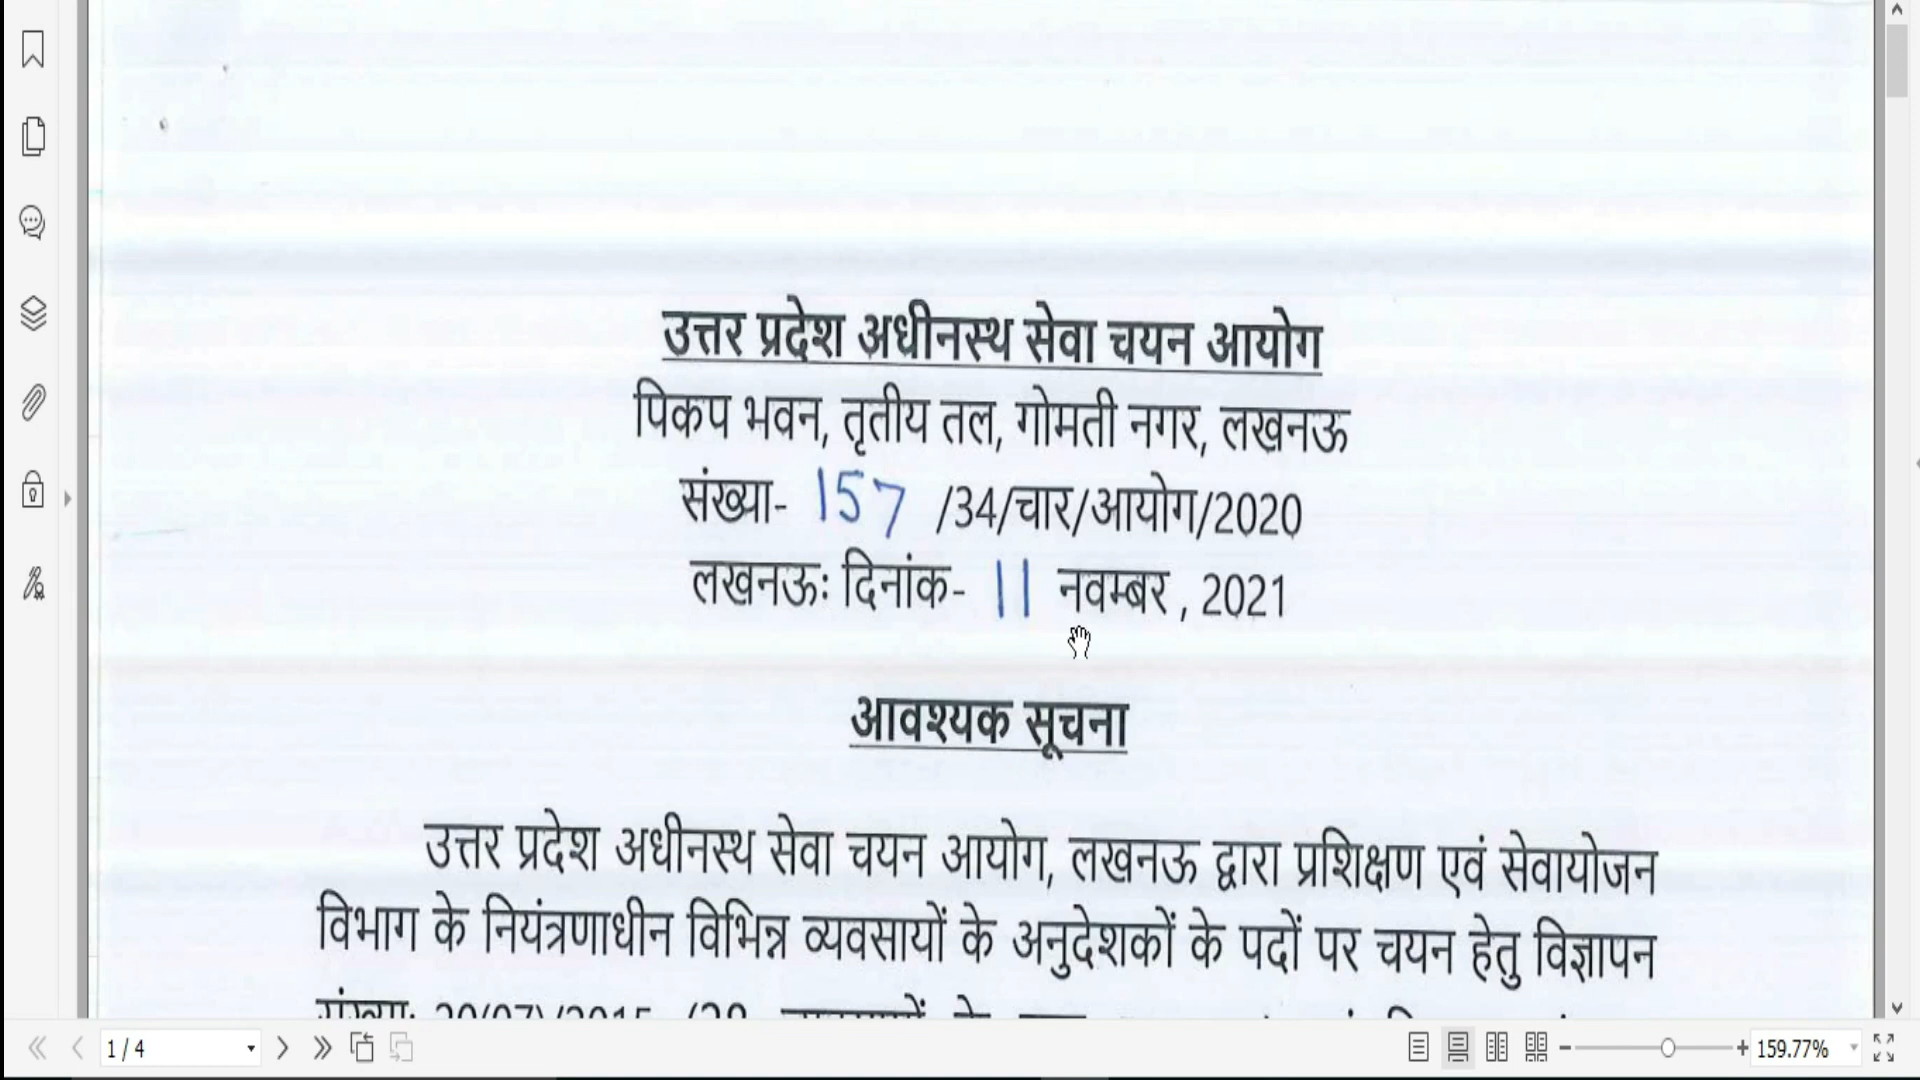 उत्तर प्रदेश अधीनस्थ सेवा चयन आयोग
पिकप भवन, तृतीय तल, गोमती नगर, लखनऊ
संख्या- 157 /34/चार/आयोग/2020
लखनऊः दिनांक- 11 नवम्बर , 2021
आवश्यक सूचना
उत्तर प्रदेश अधीनस्थ सेवा चयन आयोग, लखनऊ द्वारा प्रशिक्षण एवं सेवायोजन
विभाग के नियंत्रणाधीन विभिन्न व्यवसायों के अनुदेशकों के पदों पर चयन हेतु विज्ञापन
1 / 4
159.77%